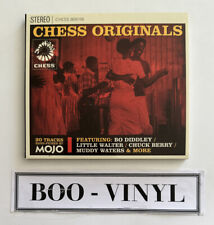 STEREO
CHESS
CHESS ORIGINALS
20 TRACKS
MOJO
FEATURING: BO DIDDLEY /
LITTLE WALTER / CHUCK BERRY /
MUDDY WATERS & MORE
BOO - VINYL